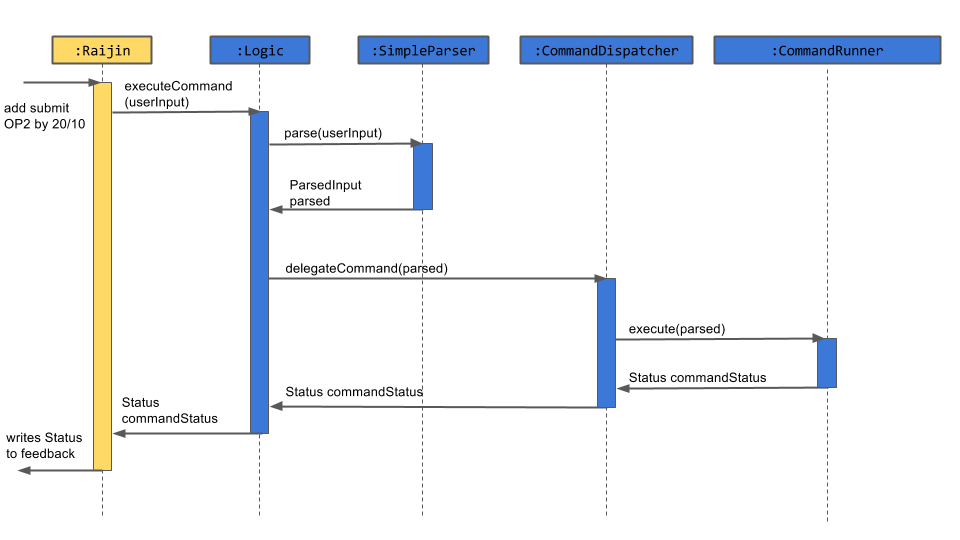 :Raijin
:Logic
:SimpleParser
:CommandDispatcher
:CommandRunner
add submit
OP2 by 20/10
executeCommand
(userInput)
parse(userInput)
ParsedInput
parsed
delegateCommand(parsed)
execute(parsed)
Status commandStatus
Status commandStatus
Status
commandStatus
writes Status
to feedback